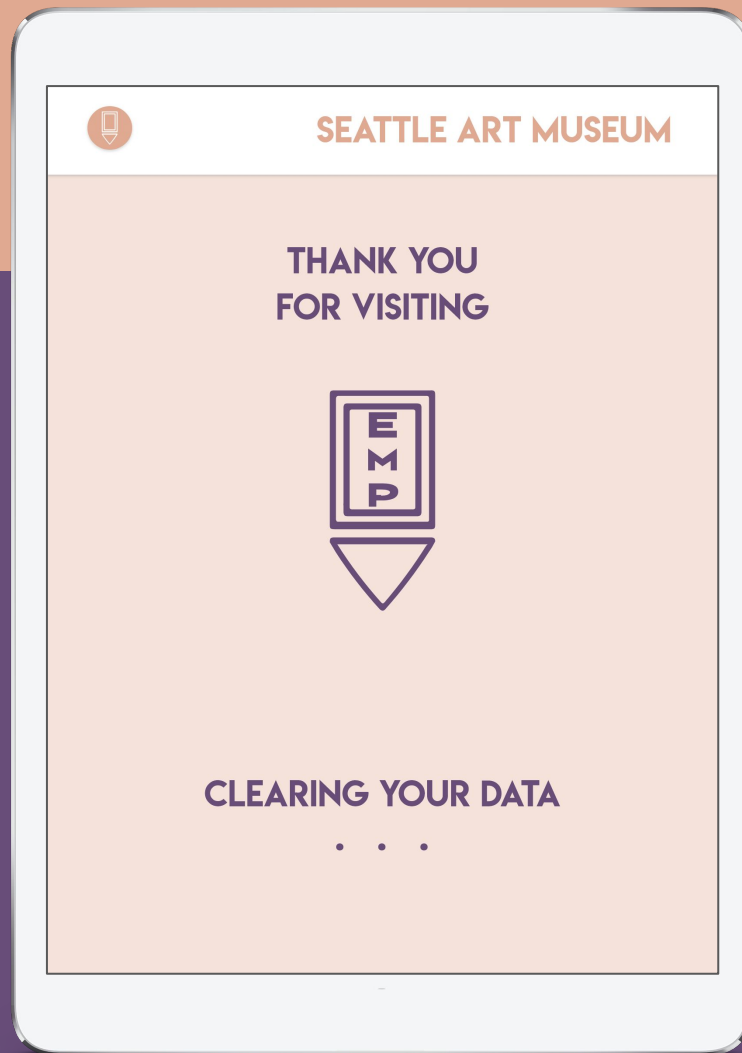 SEATTLE ART MUSEUM
THANK YOU
FOR VISITING
E
M
P
CLEARING YOUR DATA
. . .